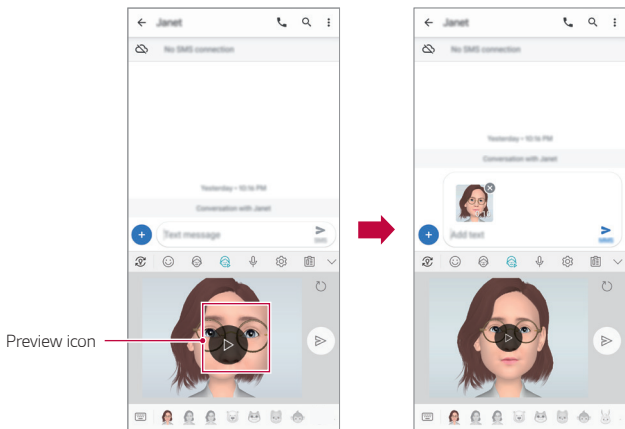 Janet
No SMS connection
Yesterday • 10:16 PM
Conversation with Janet
Text message
SMS
Preview icon
Janet
No SMS connection
Yesterday • 10:16 PM
Conversation with Janet
Add text
MMS